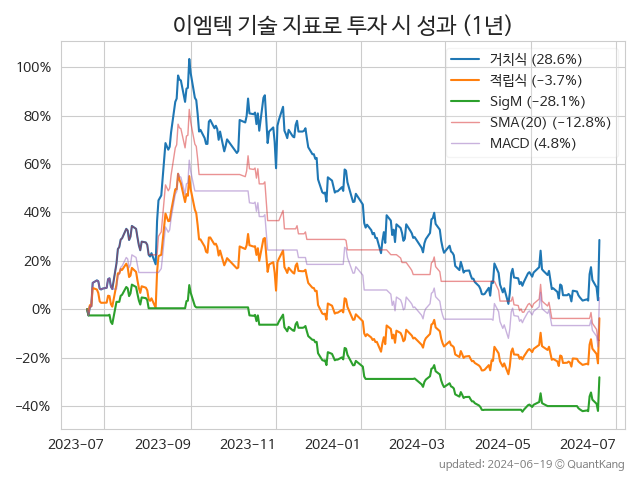 이엠텍 기술 지표로 투자 시 성과 (1년)
거치식 (28.6%)
적립식 (−3.7%)
SigM (−28.1%)
SMA(20) (−12.8%)
MACD (4.8%)
100%
80%
60%
40%
20%
0%
−20%
−40%
2023-07 2023-09 2023-11 2024-01 2024-03 2024-05 2024-07
updated: 2024-06-19 © QuantKang